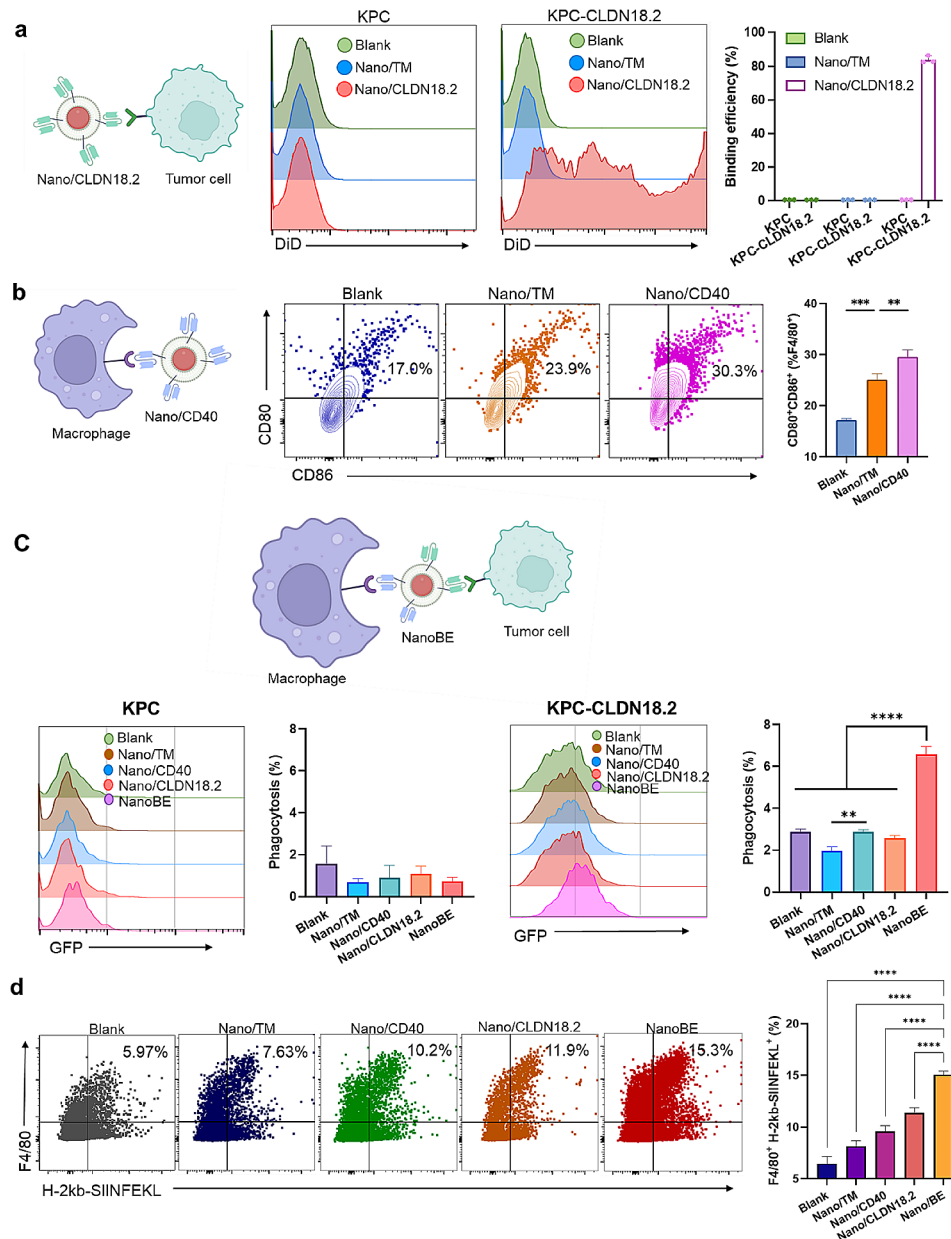 a
Nano/CLDN18.2
Tumor cell
KPC
Blank
Nano/TM
Nano/CLDN18.2
DiD
KPC-CLDN18.2
Blank
Nano/TM
Nano/CLDN18.2
DiD
Binding efficiency (%)
100
80
60
40
20
0
Blank
Nano/TM
Nano/CLDN18.2
KPC
KPC-CLDN18.2
KPC
KPC-CLDN18.2
KPC
KPC-CLDN18.2
b
Macrophage
Nano/CD40
Blank
Nano/TM
Nano/CD40
17.0%
23.9%
30.3%
CD80
CD86
CD80+CD86+ (%F4/80+)
40
30
20
10
***
**
Blank
Nano/TM
Nano/CD40
C
Macrophage
NanoBE
Tumor cell
KPC
Blank
Nano/TM
Nano/CD40
Nano/CLDN18.2
NanoBE
GFP
Phagocytosis (%)
8
6
4
2
0
Blank
Nano/TM
Nano/CD40
Nano/CLDN18.2
NanoBE
KPC-CLDN18.2
Blank
Nano/TM
Nano/CD40
Nano/CLDN18.2
NanoBE
GFP
Phagocytosis (%)
8
6
4
2
0
****
**
Blank
Nano/TM
Nano/CD40
Nano/CLDN18.2
NanoBE
d
Blank
Nano/TM
Nano/CD40
Nano/CLDN18.2
NanoBE
5.97%
7.63%
10.2%
11.9%
15.3%
F4/80
H-2kb-SIINFEKL
F4/80+ H-2kb-SIINFEKL+ (%)
20
15
10
5
****
****
****
****
Blank
Nano/TM
Nano/CD40
Nano/CLDN18.2
Nano/BE